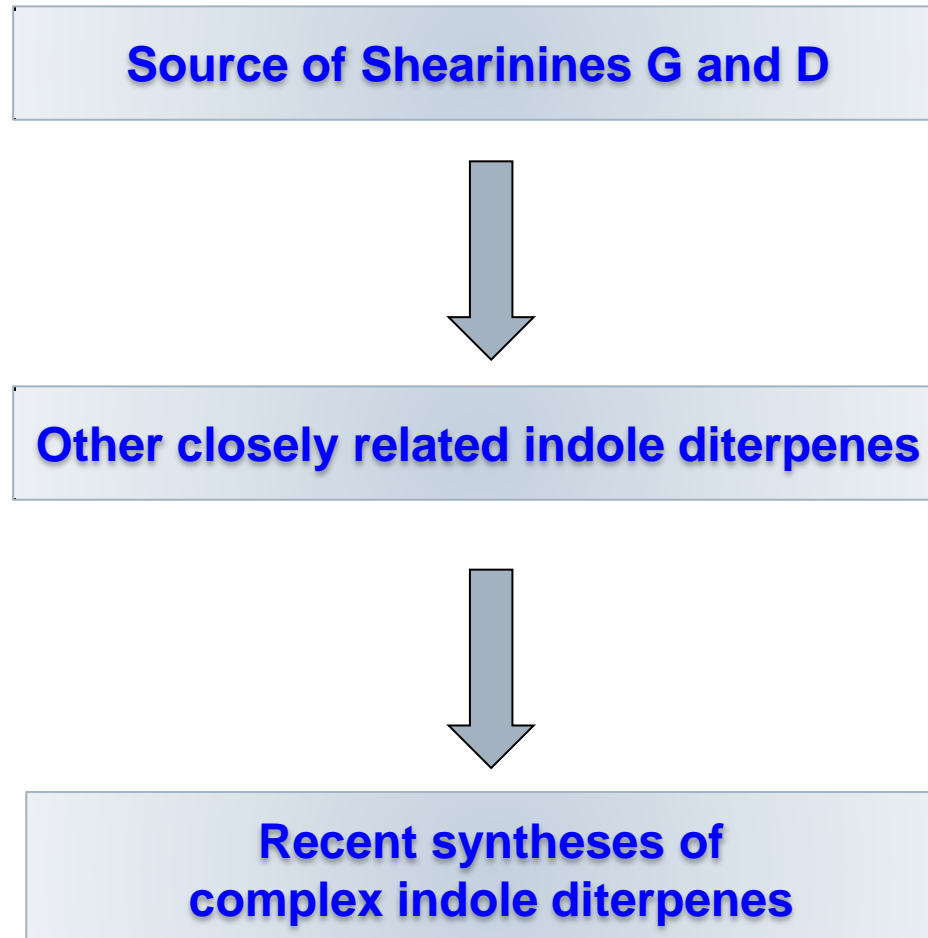 Source of Shearinines G and D
Other closely related indole diterpenes
Recent syntheses of
complex indole diterpenes